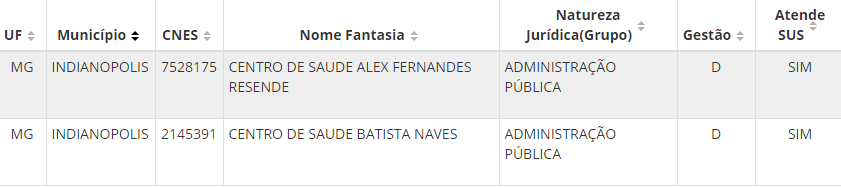 UF Município CNES Nome Fantasia Natureza Jurídica(Grupo) Gestão Atende SUS
MG INDIANOPOLIS 7528175 CENTRO DE SAUDE ALEX FERNANDES ADMINISTRAÇÃO D SIM
RESENDE PÚBLICA
MG INDIANOPOLIS 2145391 CENTRO DE SAUDE BATISTA NAVES ADMINISTRAÇÃO D SIM
PÚBLICA